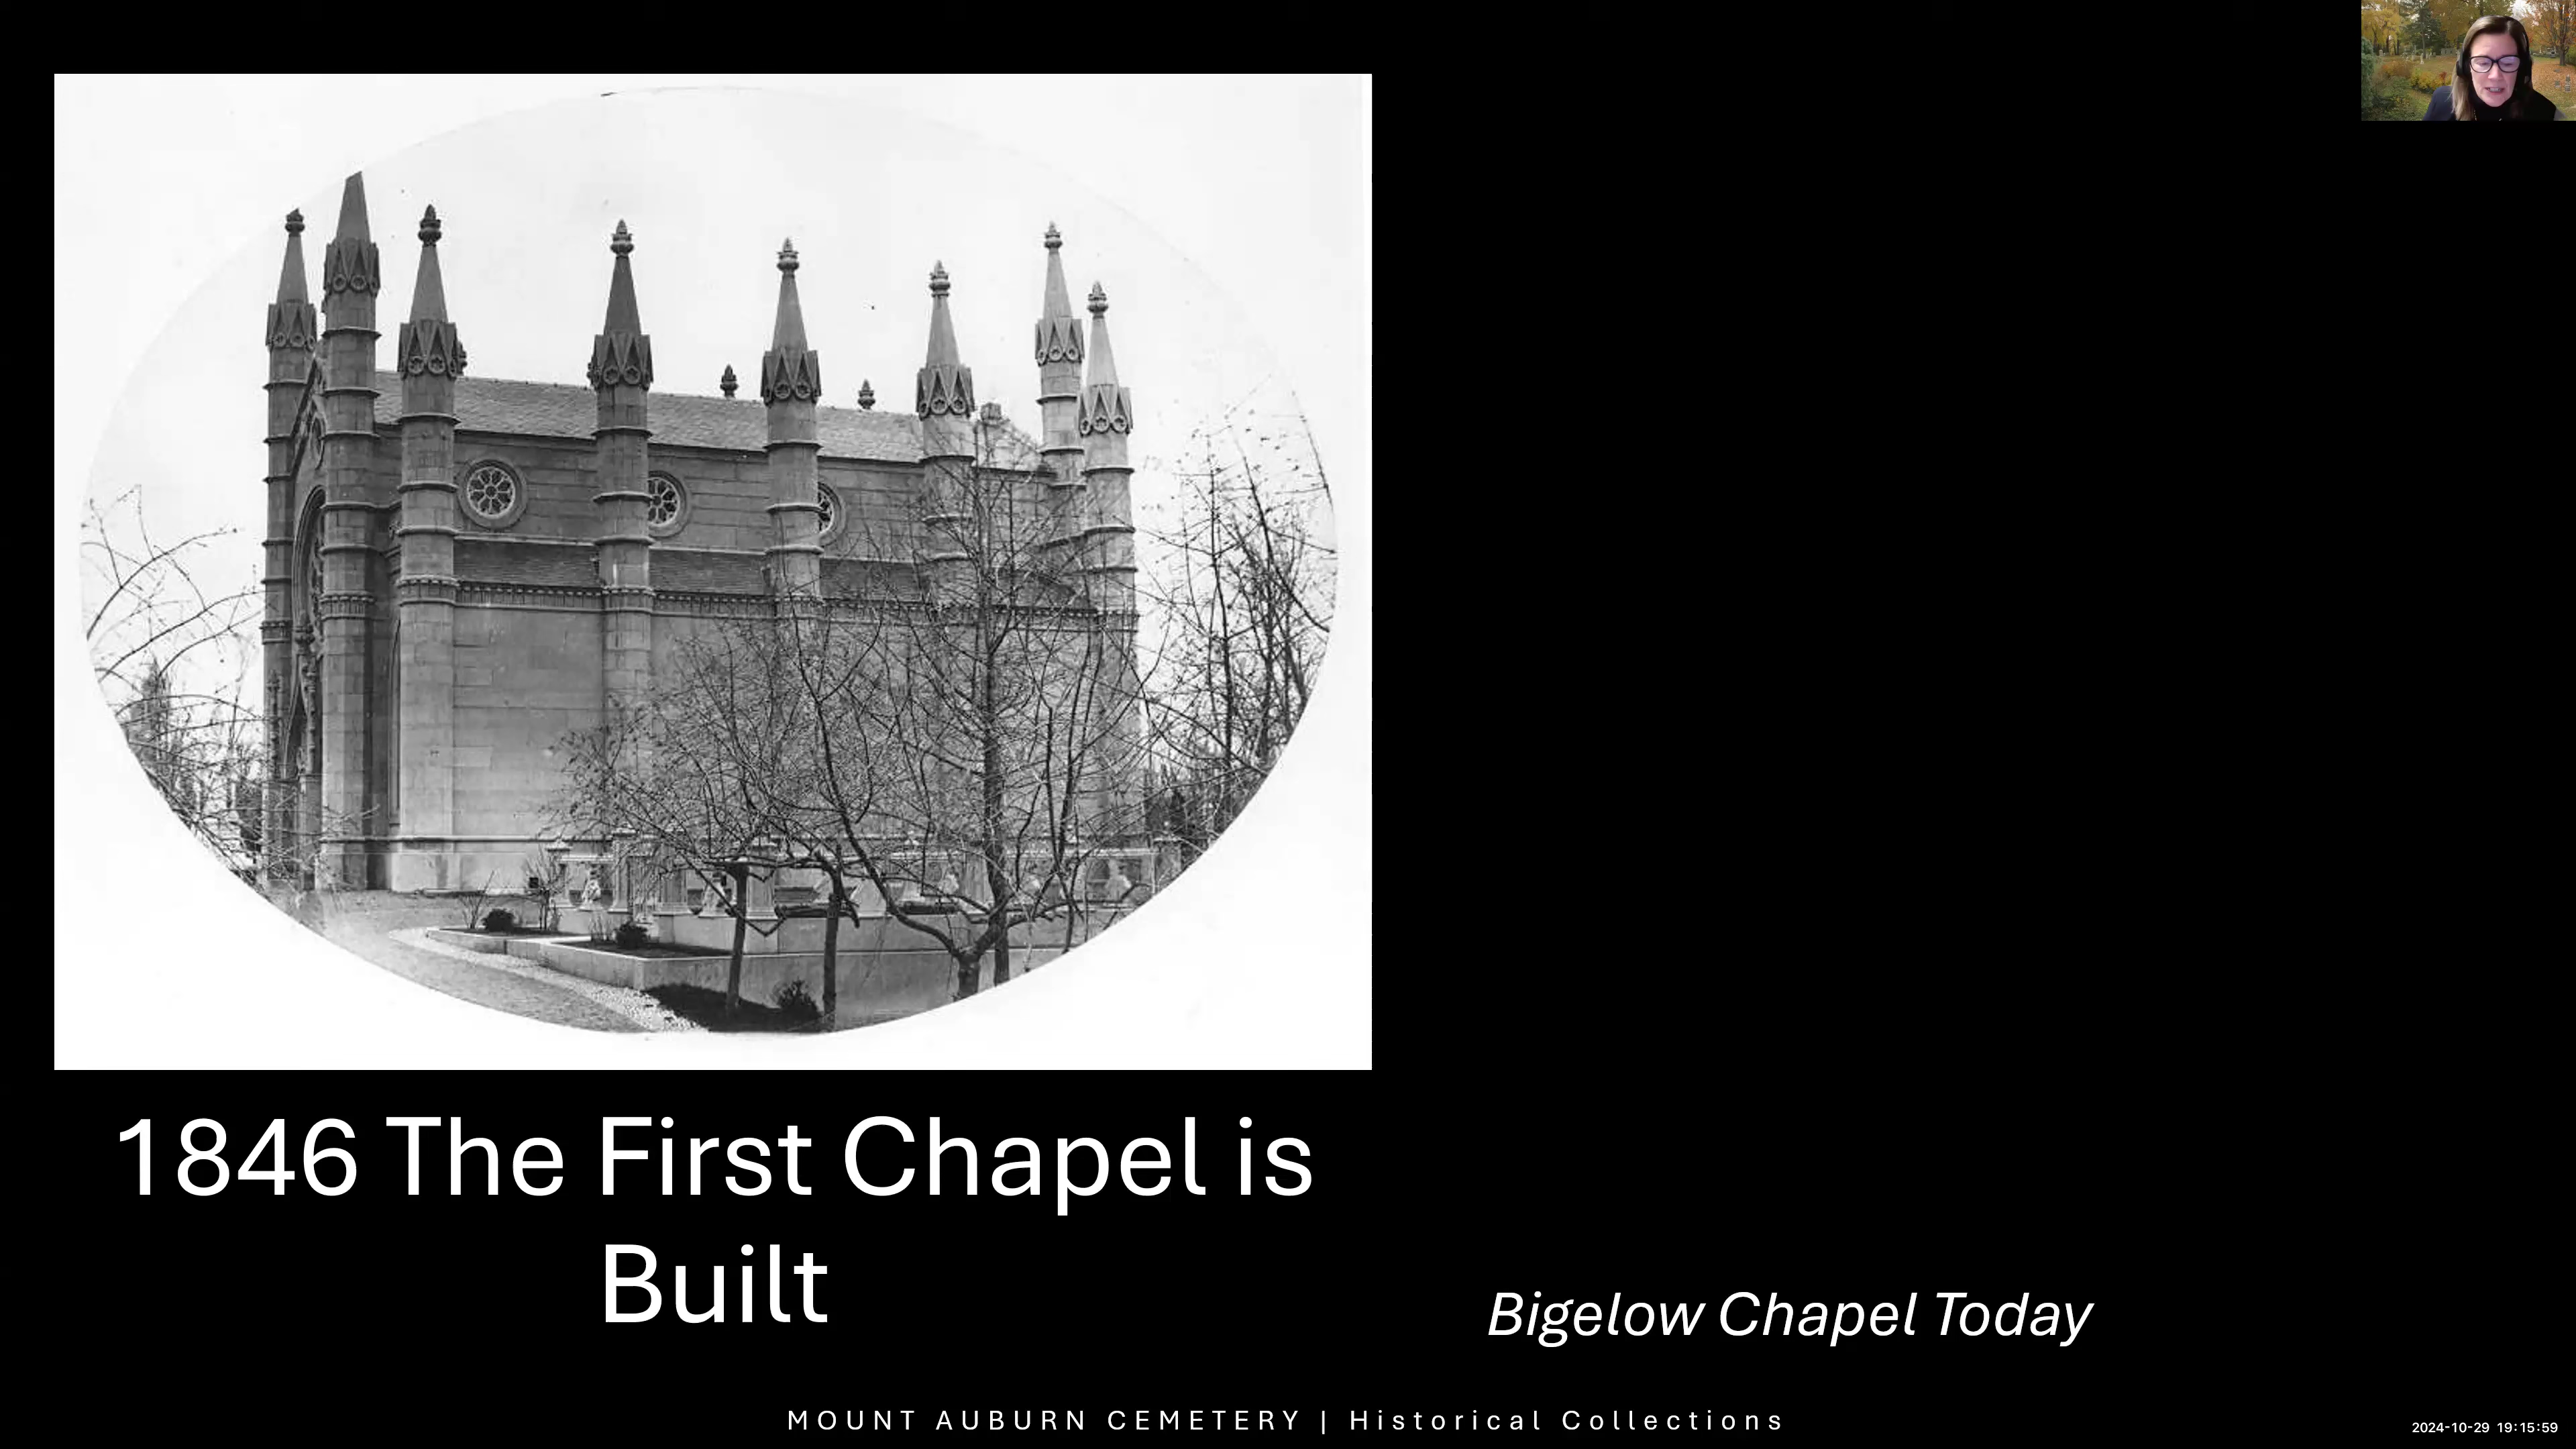 1846 The First Chapel is
Built
Bigelow Chapel Today
MOUNT AUBURN CEMETERY | Historical Collections
2024-10-29 19:15:59